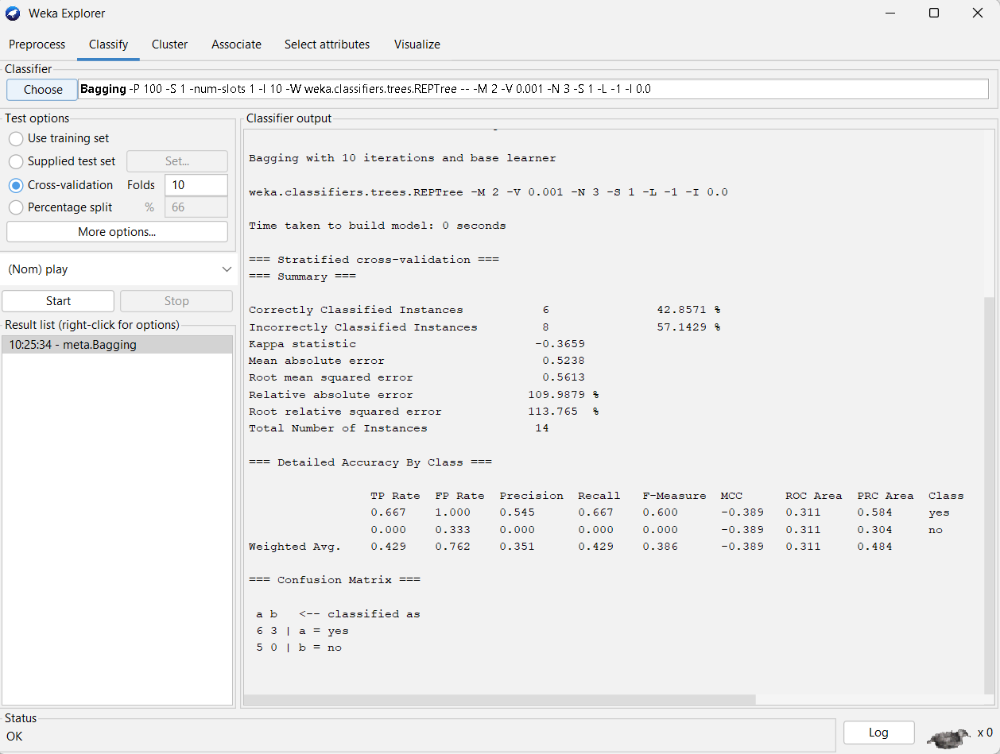 Weka Explorer
Preprocess Classify Cluster Associate Select attributes Visualize
Classifier
Choose Bagging -P 100 -S 1 -num-slots 1 -I 10 -W weka.classifiers.trees.REPTree -- -M 2 -V 0.001 -N 3 -S 1 -L -1 -I 0.0
Test options
Use training set
Supplied test set Set...
Cross-validation Folds 10
Percentage split % 66
More options...
(Nom) play
Start Stop
Result list (right-click for options)
10:25:34 - meta.Bagging
Classifier output
Bagging with 10 iterations and base learner
weka.classifiers.trees.REPTree -M 2 -V 0.001 -N 3 -S 1 -L -1 -I 0.0
Time taken to build model: 0 seconds
=== Stratified cross-validation ===
=== Summary ===
Correctly Classified Instances 6 42.8571 %
Incorrectly Classified Instances 8 57.1429 %
Kappa statistic -0.3659
Mean absolute error 0.5238
Root mean squared error 0.5613
Relative absolute error 109.9879 %
Root relative squared error 113.765 %
Total Number of Instances 14
=== Detailed Accuracy By Class ===
TP Rate FP Rate Precision Recall F-Measure MCC ROC Area PRC Area Class
0.667 1.000 0.545 0.667 0.600 -0.389 0.311 0.584 yes
0.000 0.333 0.000 0.000 0.000 -0.389 0.311 0.304 no
Weighted Avg. 0.429 0.762 0.351 0.429 0.386 -0.389 0.311 0.484
=== Confusion Matrix ===
a b <-- classified as
6 3 | a = yes
5 0 | b = no
Status
OK
Log
x 0